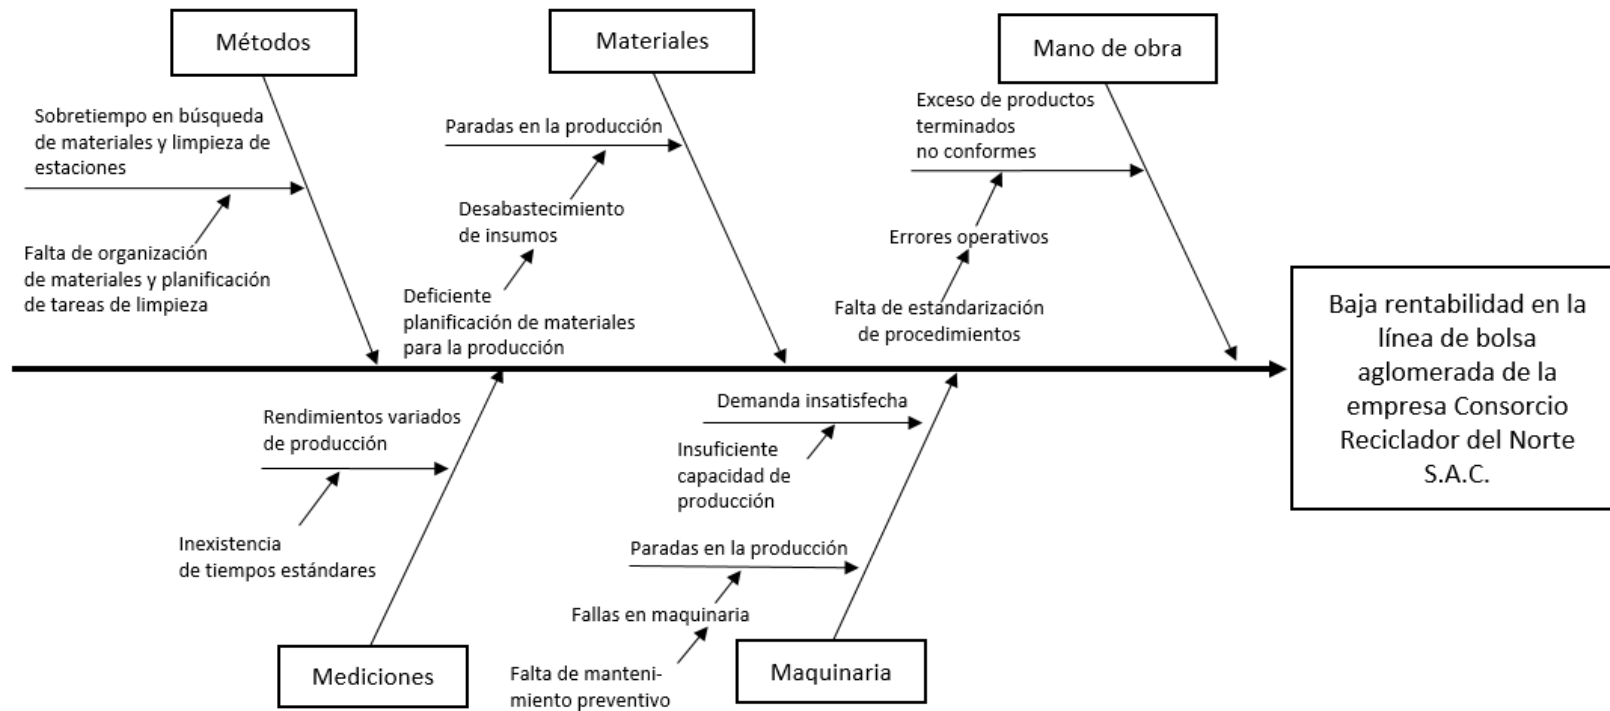 Métodos
Materiales
Mano de obra
Sobretiempo en búsqueda
de materiales y limpieza de
estaciones
Falta de organización
de materiales y planificación
de tareas de limpieza
Paradas en la producción
Desabastecimiento
de insumos
Deficiente
planificación de materiales
para la producción
Exceso de productos
terminados
no conformes
Errores operativos
Falta de estandarización
de procedimientos
Baja rentabilidad en la
línea de bolsa
aglomerada de la
empresa Consorcio
Reciclador del Norte
S.A.C.
Rendimientos variados
de producción
Inexistencia
de tiempos estándares
Demanda insatisfecha
Insuficiente
capacidad de
producción
Paradas en la producción
Fallas en maquinaria
Falta de manteni-
miento preventivo
Mediciones
Maquinaria